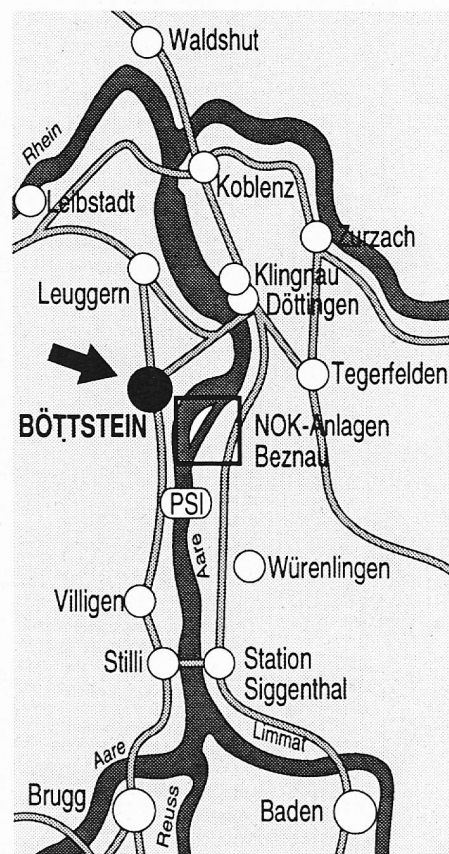 Waldshut
Rhein
Koblenz
Leibstadt
Zurzach
Leuggern
Klingnau
Döttingen
Tegerfelden
BÖTTSTEIN
NOK-Anlagen
Beznau
PSI
Aare
Würenlingen
Villigen
Stilli
Station
Siggenthal
Limmat
Aare
Brugg
Reuss
Baden